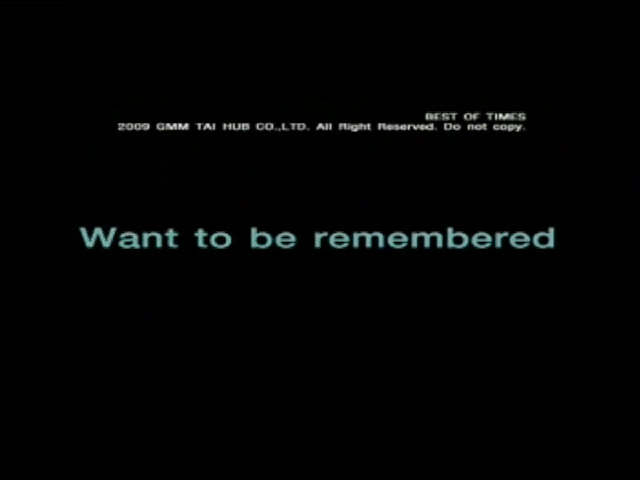 BEST OF TIMES
2009 GMM TAI HUB CO.,LTD. All Right Reserved. Do not copy.
Want to be remembered